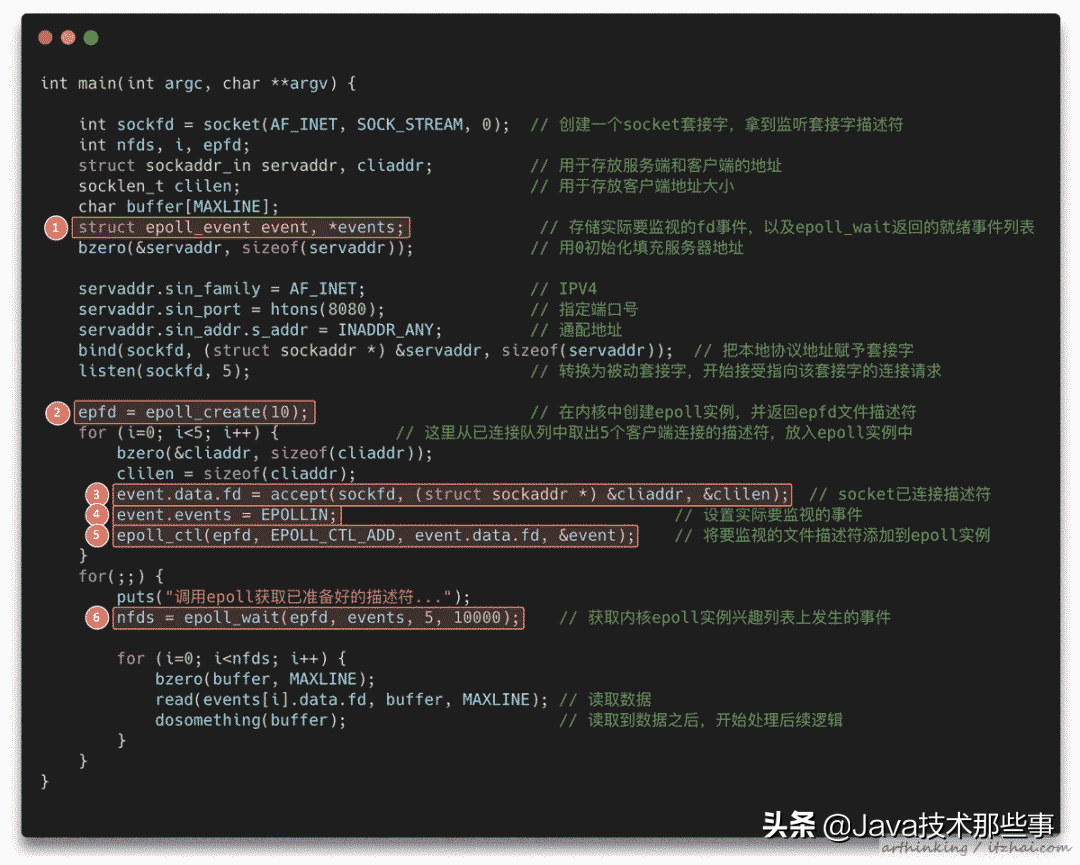 int main(int argc, char **argv) {
int sockfd = socket(AF_INET, SOCK_STREAM, 0); // 创建一个socket套接字，拿到监听套接字描述符
int nfds, i, epfd;
struct sockaddr_in servaddr, cliaddr; // 用于存放服务端和客户端的地址
socklen_t clilen; // 用于存放客户端地址大小
char buffer[MAXLINE];
1 struct epoll_event event, *events; // 存储实际要监视的fd事件，以及epoll_wait返回的就绪事件列表
bzero(&servaddr, sizeof(servaddr)); // 用0初始化填充服务器地址
servaddr.sin_family = AF_INET; // IPV4
servaddr.sin_port = htons(8080); // 指定端口号
servaddr.sin_addr.s_addr = INADDR_ANY; // 通配地址
bind(sockfd, (struct sockaddr *) &servaddr, sizeof(servaddr)); // 把本地协议地址赋予套接字
listen(sockfd, 5); // 转换为被动套接字，开始接受指向该套接字的连接请求
2 epfd = epoll_create(10); // 在内核中创建epoll实例，并返回epfd文件描述符
for (i=0; i<5; i++) { // 这里从已连接队列中取出5个客户端连接的描述符，放入epoll实例中
bzero(&cliaddr, sizeof(cliaddr));
clilen = sizeof(cliaddr);
3 event.data.fd = accept(sockfd, (struct sockaddr *) &cliaddr, &clilen); // socket已连接描述符
4 event.events = EPOLLIN; // 设置实际要监视的事件
5 epoll_ctl(epfd, EPOLL_CTL_ADD, event.data.fd, &event); // 将要监视的文件描述符添加到epoll实例
}
for(;;) {
puts("调用epoll获取已准备好的描述符...");
6 nfds = epoll_wait(epfd, events, 5, 10000); // 获取内核epoll实例兴趣列表上发生的事件
for (i=0; i<nfds; i++) {
bzero(buffer, MAXLINE);
read(events[i].data.fd, buffer, MAXLINE); // 读取数据
dosomething(buffer); // 读取到数据之后，开始处理后续逻辑
}
}
}
头条 @Java技术那些事
arthinking / itzhai.com